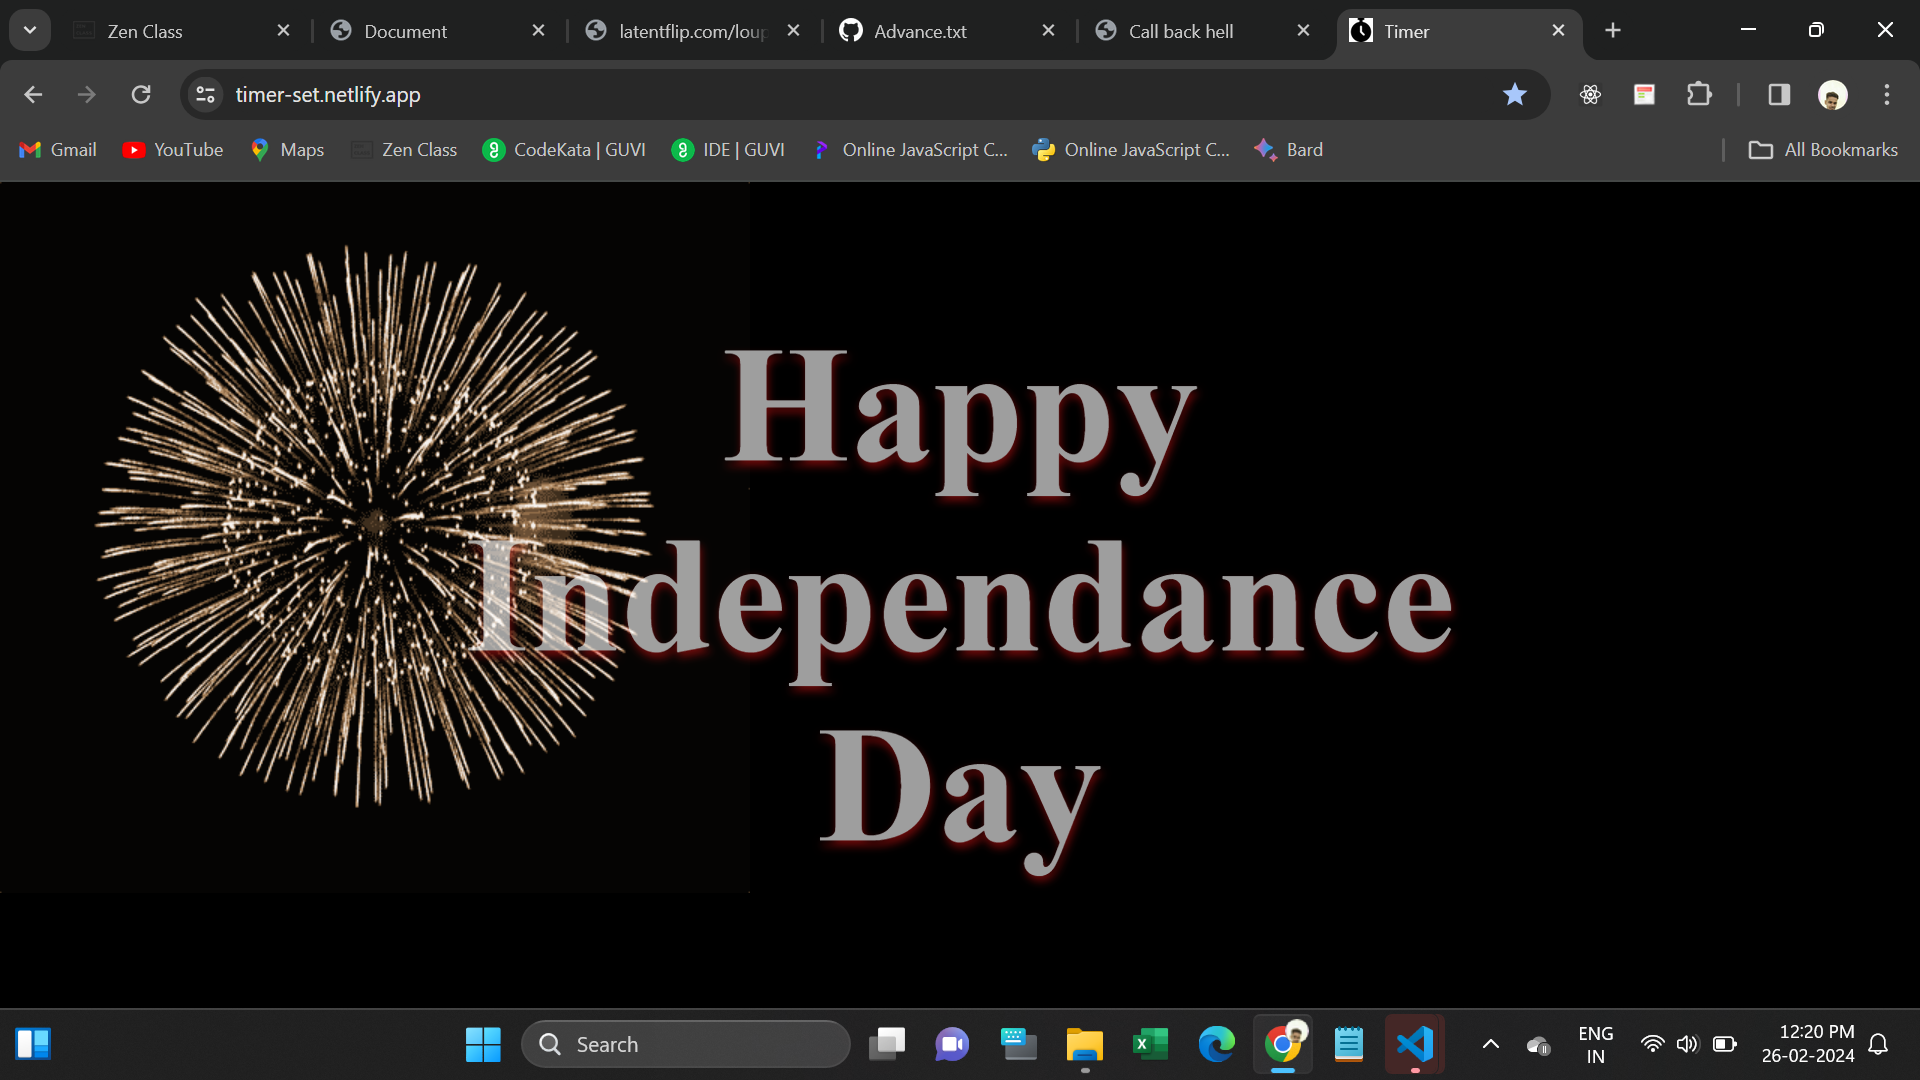 Zen Class
Document
latentflip.com/loup
Advance.txt
Call back hell
Timer
timer-set.netlify.app
Gmail
YouTube
Maps
Zen Class
CodeKata | GUVI
IDE | GUVI
Online JavaScript C...
Online JavaScript C...
Bard
All Bookmarks
Happy
Independance
Day
Search
ENG
IN
12:20 PM
26-02-2024